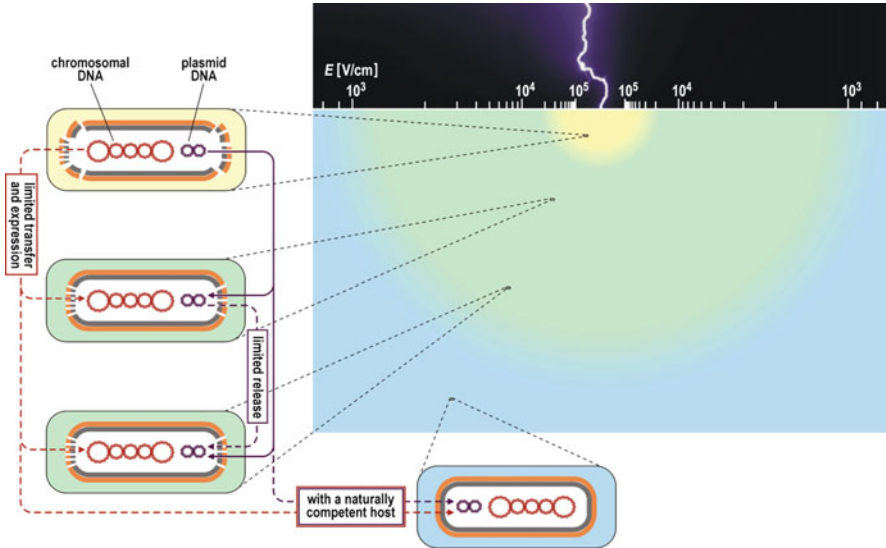 chromosomal
DNA
plasmid
DNA
E [V/cm]
10³
10⁴
10⁵
10⁵
10⁴
10³
limited transfer
and expression
limited release
with a naturally
competent host